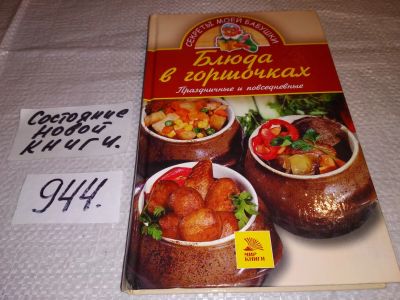 Состояние
новой
книги.
944.
СЕКРЕТЫ МОЕЙ БАБУШКИ
Блюда
в горшочках
Праздничные и повседневные
МИР
КНИГИ